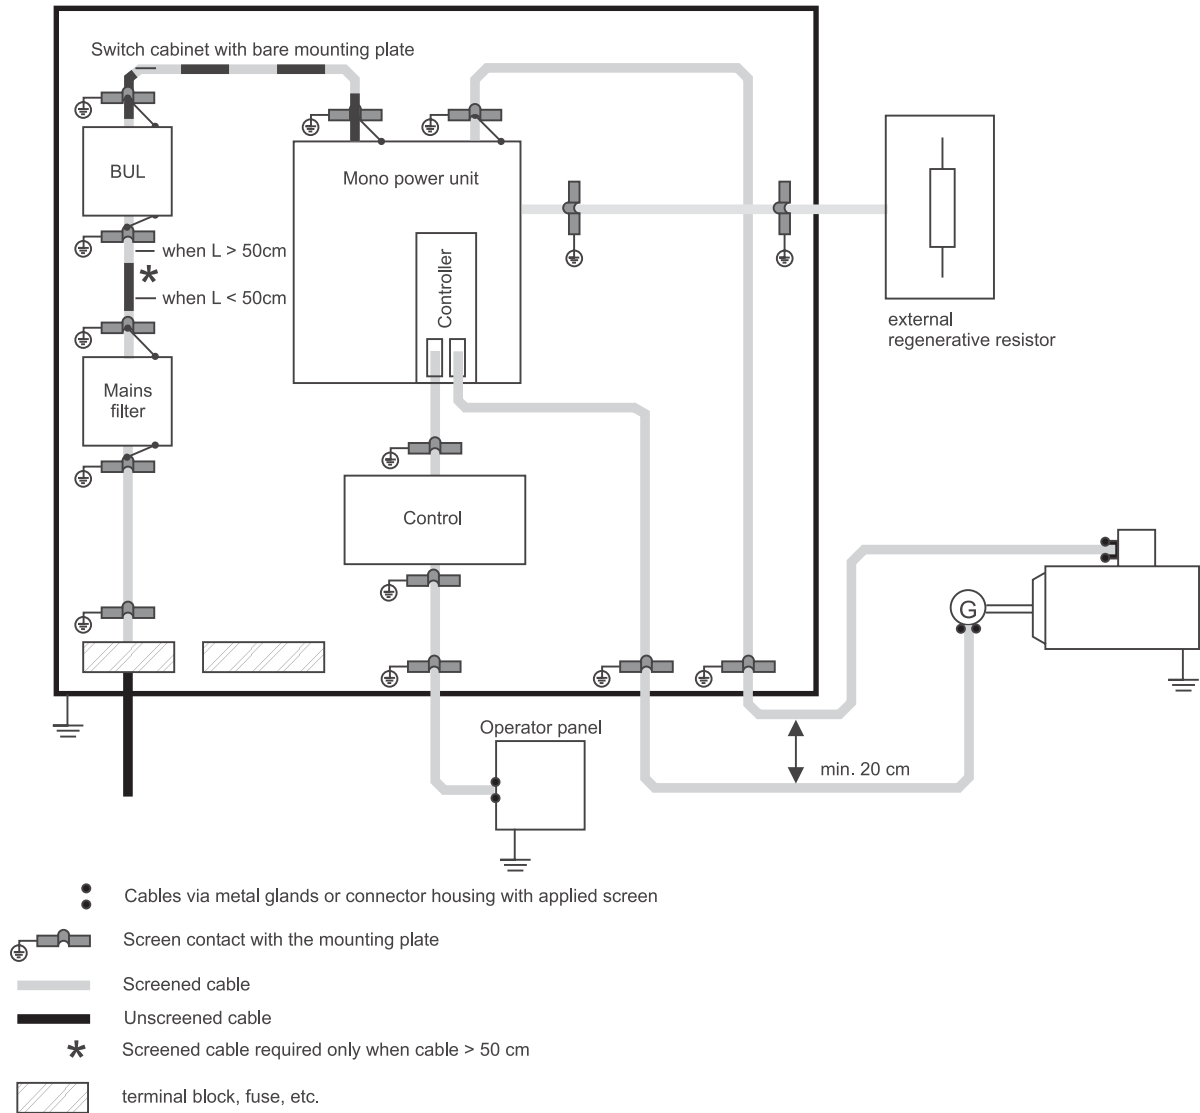 Switch cabinet with bare mounting plate
BUL
Mono power unit
when L > 50cm
*
when L < 50cm
Controller
external
regenerative resistor
Mains
filter
Control
G
Operator panel
min. 20 cm
Cables via metal glands or connector housing with applied screen
Screen contact with the mounting plate
Screened cable
Unscreened cable
* Screened cable required only when cable > 50 cm
terminal block, fuse, etc.